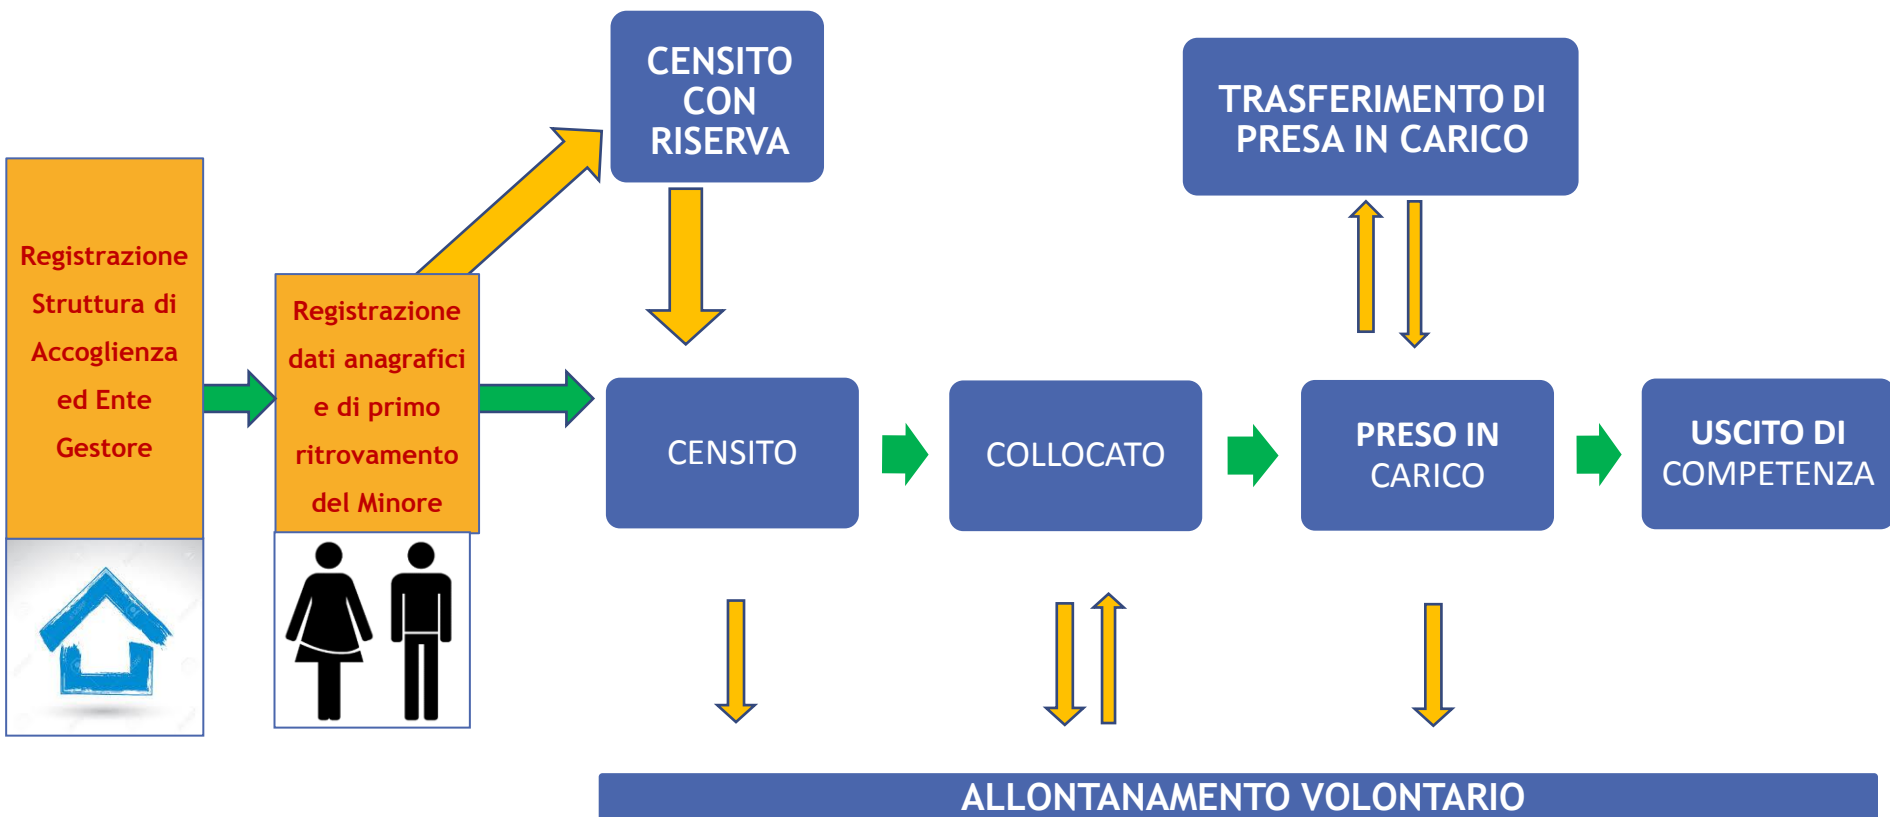 CENSITO
CON
RISERVA
TRASFERIMENTO DI
PRESA IN CARICO
Registrazione
Struttura di
Accoglienza
ed Ente
Gestore
Registrazione
dati anagrafici
e di primo
ritrovamento
del Minore
CENSITO
COLLOCATO
PRESO IN
CARICO
USCITO DI
COMPETENZA
ALLONTANAMENTO VOLONTARIO